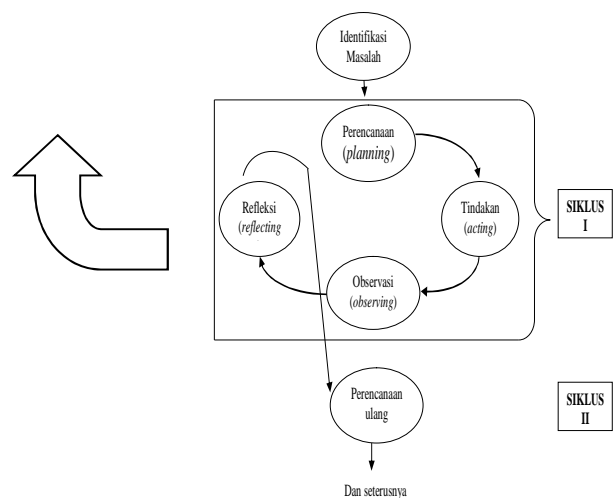 Identifikasi
Masalah
Perencanaan
(planning)
Refleksi
(reflecting
.
Tindakan
(acting)
SIKLUS
I
Observasi
(observing)
Perencanaan
ulang
SIKLUS
II
Dan seterusnya